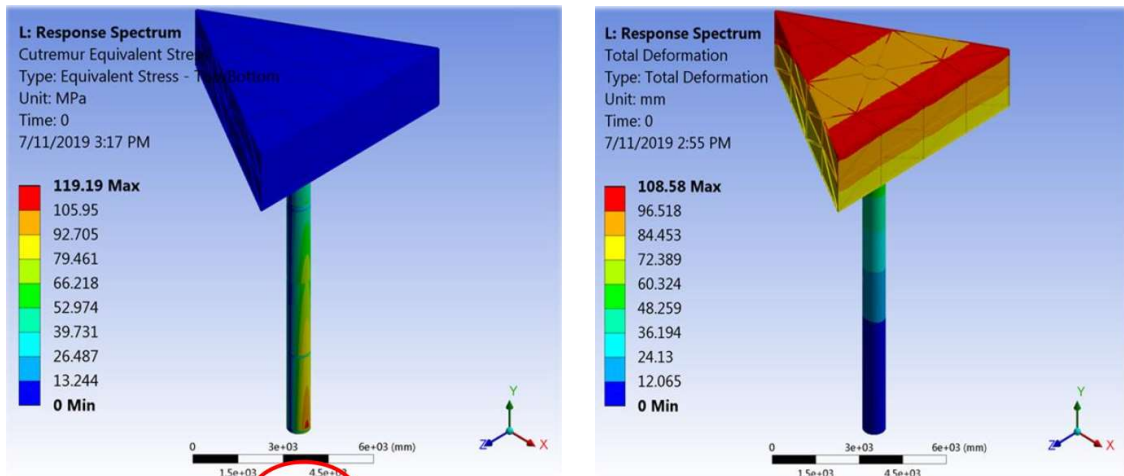 L: Response Spectrum
Cutremur Equivalent Stre
Type: Equivalent Stress - Bottom
Unit: MPa
Time: 0
7/11/2019 3:17 PM
119.19 Max
105.95
92.705
79.461
66.218
52.974
39.731
26.487
13.244
0 Min
Y
Z
X
0 3e+03 6e+03 (mm)
1.5e+03 4.5e+03
L: Response Spectrum
Total Deformation
Type: Total Deformation
Unit: mm
Time: 0
7/11/2019 2:55 PM
108.58 Max
96.518
84.453
72.389
60.324
48.259
36.194
24.13
12.065
0 Min
Y
Z
X
0 3e+03 6e+03 (mm)
1.5e+03 4.5e+03